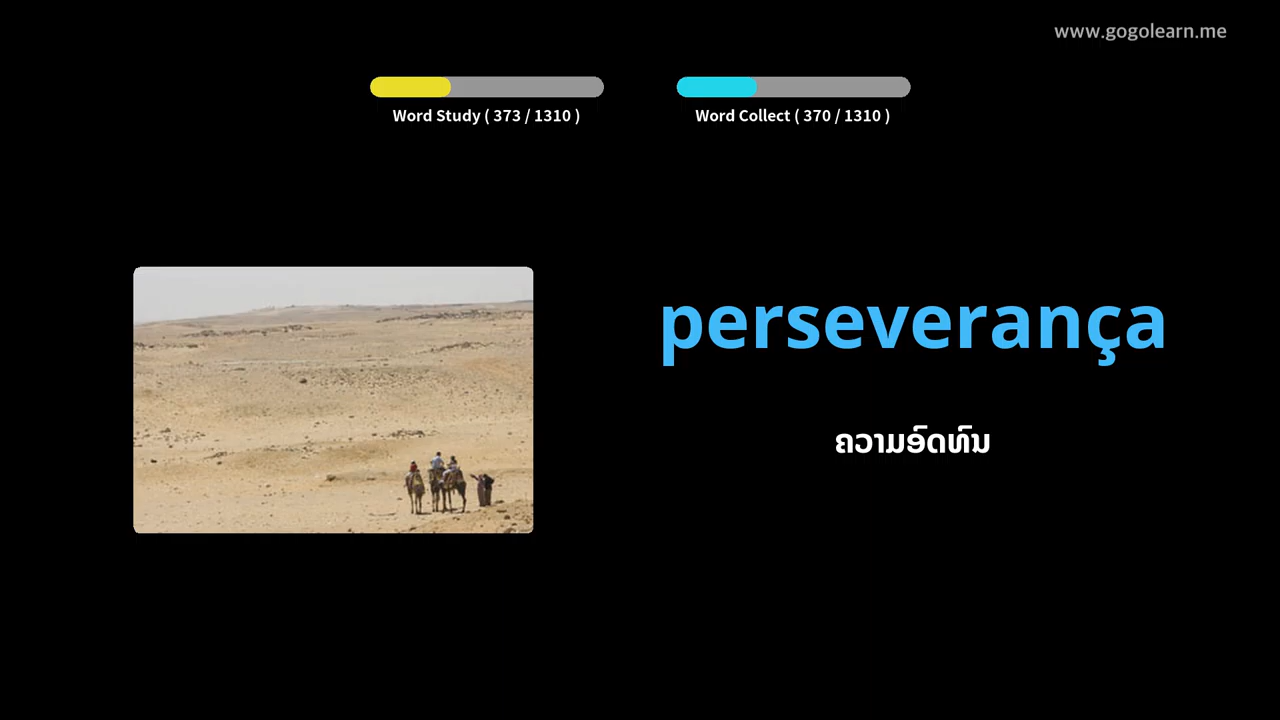 www.gogolearn.me
Word Study ( 373 / 1310 )
Word Collect ( 370 / 1310 )
perseverança
ຄວາມອົດທົນ